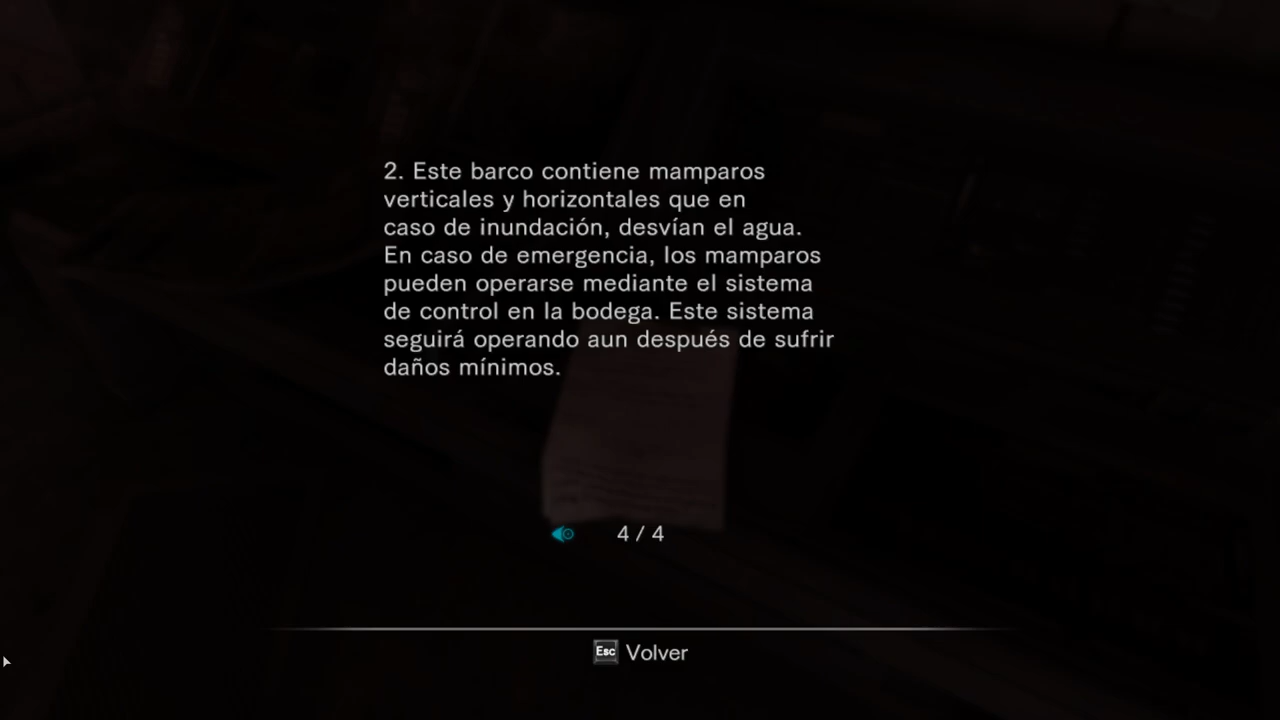 2. Este barco contiene mamparos
verticales y horizontales que en
caso de inundación, desvían el agua.
En caso de emergencia, los mamparos
pueden operarse mediante el sistema
de control en la bodega. Este sistema
seguirá operando aun después de sufrir
daños mínimos.
4 / 4
Esc Volver